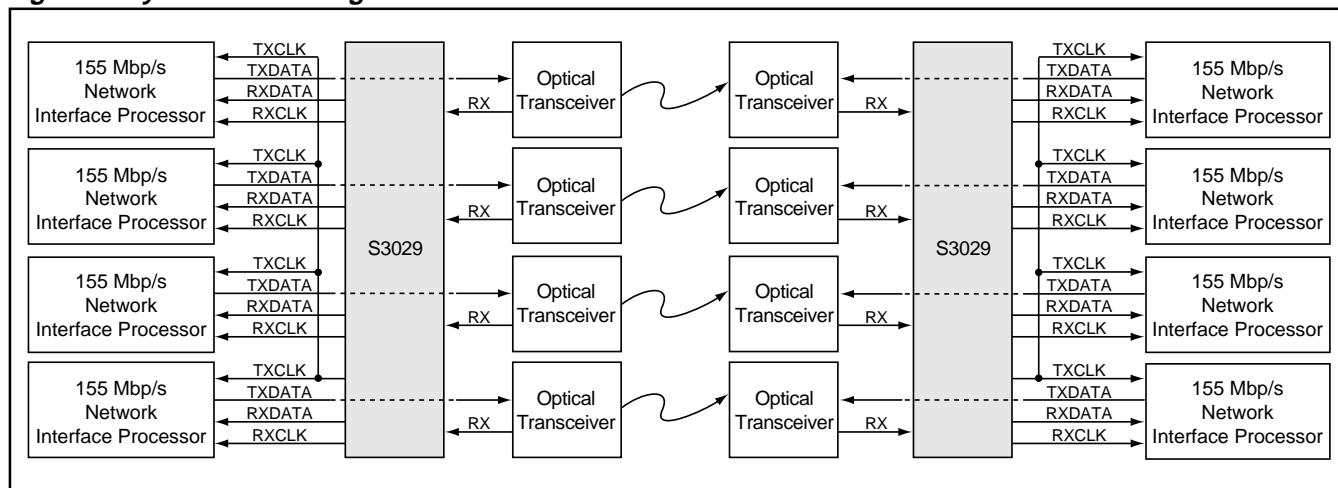 TXCLK
155 Mbp/s
TXDATA
Network
RXDATA
Interface Processor
RXCLK
RX
Optical
Transceiver
Optical
Transceiver
RX
TXCLK
TXDATA
RXDATA
RXCLK
155 Mbp/s
Network
Interface Processor
TXCLK
155 Mbp/s
TXDATA
Network
RXDATA
Interface Processor
RXCLK
RX
Optical
Transceiver
Optical
Transceiver
RX
TXCLK
TXDATA
RXDATA
RXCLK
155 Mbp/s
Network
Interface Processor
S3029
S3029
TXCLK
155 Mbp/s
TXDATA
Network
RXDATA
Interface Processor
RXCLK
RX
Optical
Transceiver
Optical
Transceiver
RX
TXCLK
TXDATA
RXDATA
RXCLK
155 Mbp/s
Network
Interface Processor
TXCLK
155 Mbp/s
TXDATA
Network
RXDATA
Interface Processor
RXCLK
RX
Optical
Transceiver
Optical
Transceiver
RX
TXCLK
TXDATA
RXDATA
RXCLK
155 Mbp/s
Network
Interface Processor